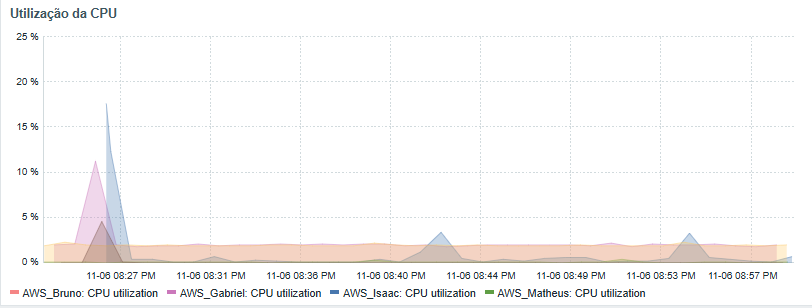 Utilização da CPU
25 %
20 %
15 %
10 %
5 %
0 %
11-06 08:27 PM 11-06 08:31 PM 11-06 08:36 PM 11-06 08:40 PM 11-06 08:44 PM 11-06 08:49 PM 11-06 08:53 PM 11-06 08:57 PM
AWS_Bruno: CPU utilization AWS_Gabriel: CPU utilization AWS_Isaac: CPU utilization AWS_Matheus: CPU utilization